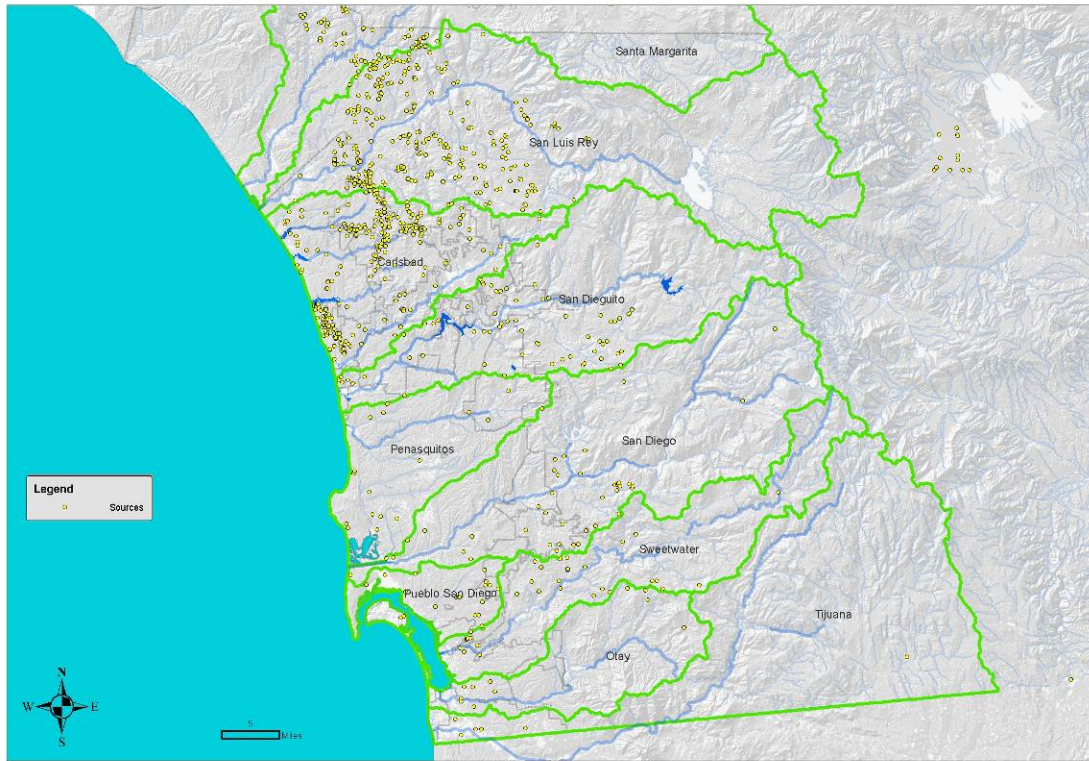 Santa Margarita
San Luis Rey
Carlsbad
San Dieguito
San Diego
Penasquitos
Legend
Sources
Sweetwater
Pueblo San Diego
Tijuana
Otay
N
W E
S
5
Miles